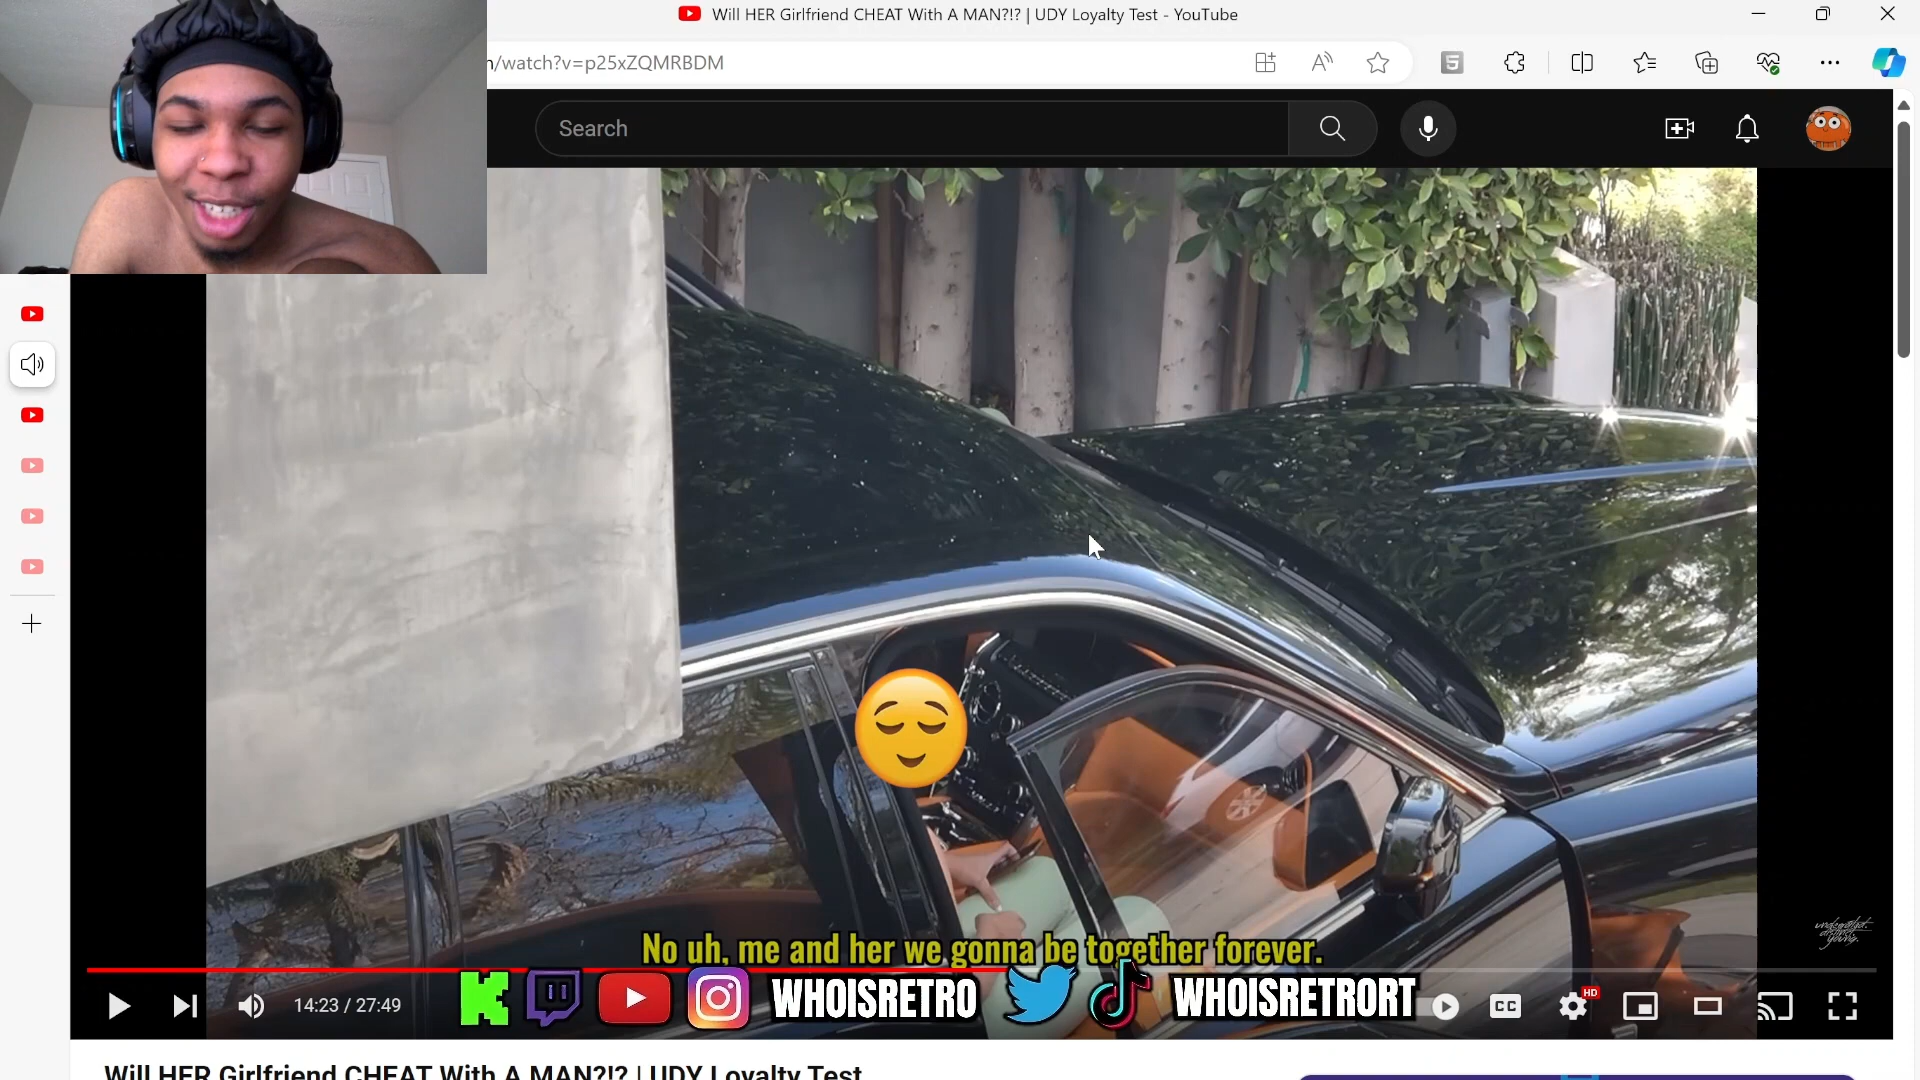 Will HER Girlfriend CHEAT With A MAN?!? | UDY Loyalty Test - YouTube
/watch?v=p25xZQMRBDM
Search
No uh, me and her we gonna be together forever.
14:23 / 27:49
WHOISRETRO
WHOISRETRORT
HD
CC
Will HER Girlfriend CHEAT With A MAN?!? | UDY Loyalty Test